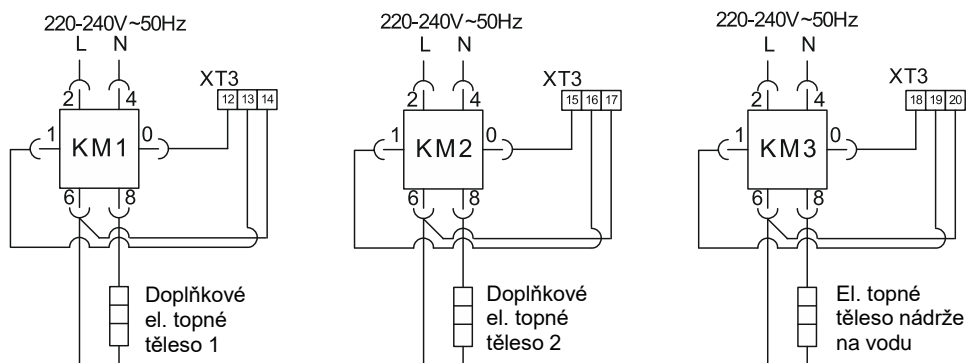 220-240V~50Hz
L N
XT3
2 4
12 13 14
1 KM1 0
6 8
Doplňkové
el. topné
těleso 1
220-240V~50Hz
L N
XT3
2 4
15 16 17
1 KM2 0
6 8
Doplňkové
el. topné
těleso 2
220-240V~50Hz
L N
XT3
2 4
18 19 20
1 KM3 0
6 8
El. topné
těleso nádrže
na vodu